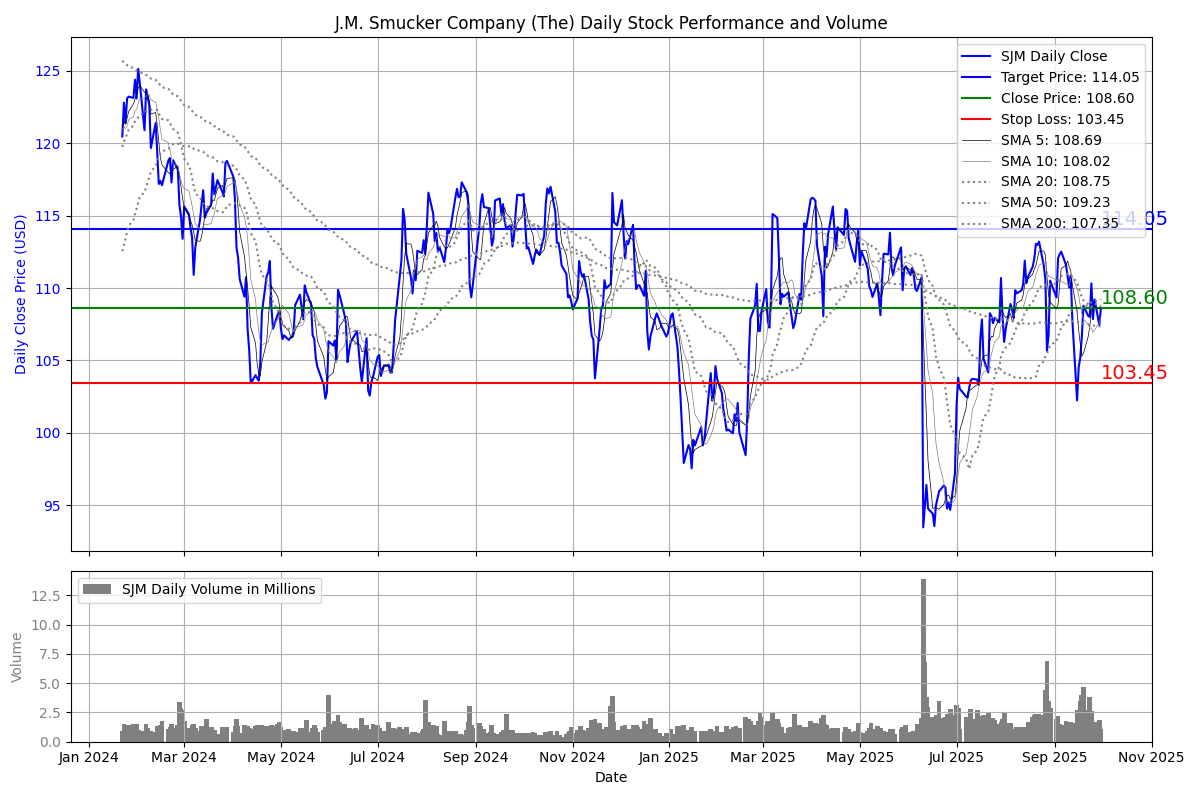 J.M. Smucker Company (The) Daily Stock Performance and Volume
Daily Close Price (USD)
125
120
115
110
105
100
95
SJM Daily Close
Target Price: 114.05
Close Price: 108.60
Stop Loss: 103.45
SMA 5: 108.69
SMA 10: 108.02
SMA 20: 108.75
SMA 50: 109.23
SMA 200: 107.35
114.05
108.60
103.45
Volume
12.5
10.0
7.5
5.0
2.5
0.0
SJM Daily Volume in Millions
Jan 2024 Mar 2024 May 2024 Jul 2024 Sep 2024 Nov 2024 Jan 2025 Mar 2025 May 2025 Jul 2025 Sep 2025 Nov 2025
Date